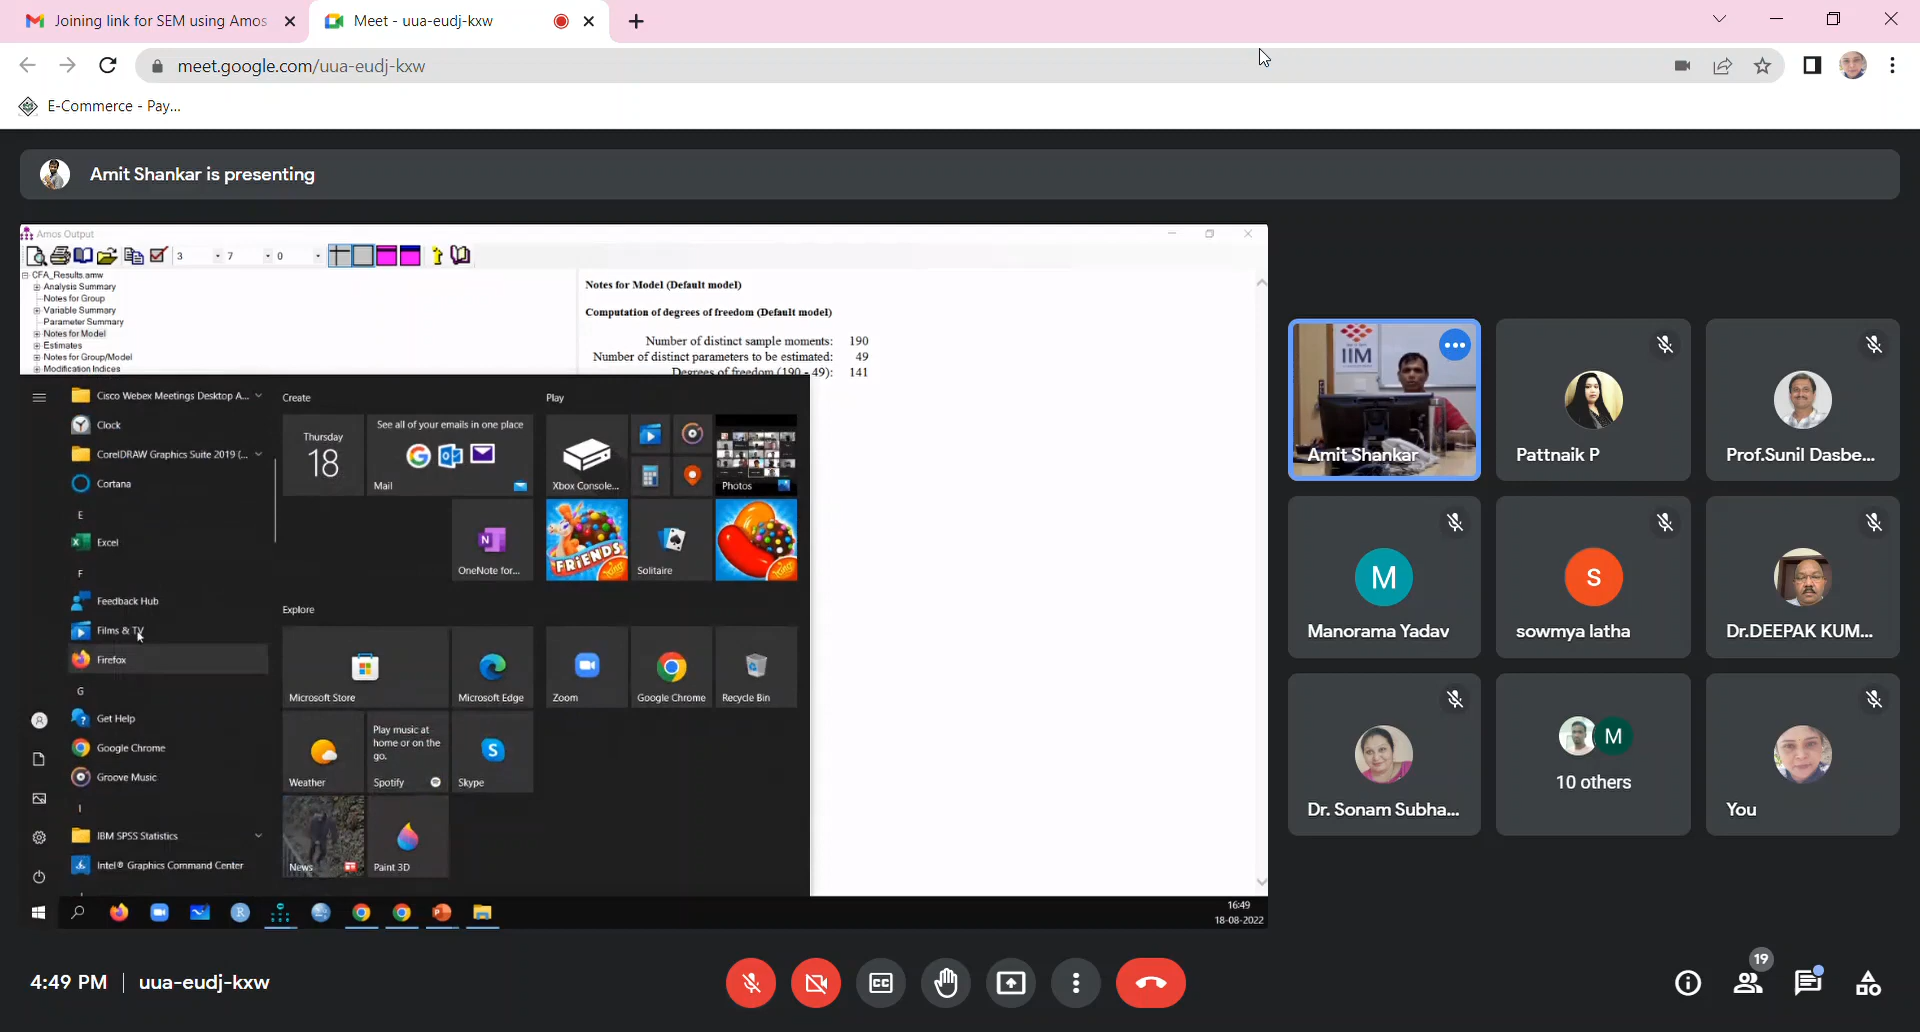 Joining link for SEM using Amos
Meet - uua-eudj-kxw
meet.google.com/uua-eudj-kxw
E-Commerce - Pay...
Amit Shankar is presenting
Amos Output
3 7 0
CFA_Results.amw
Analysis Summary
Notes for Group
Variable Summary
Parameter Summary
Notes for Model
Estimates
Notes for Group/Model
Modification Indices
Notes for Model (Default model)
Computation of degrees of freedom (Default model)
Number of distinct sample moments: 190
Number of distinct parameters to be estimated: 49
Degrees of freedom (190 - 49): 141
Cisco Webex Meetings Desktop A...
Clock
CorelDRAW Graphics Suite 2019 (...
Cortana
E
Excel
F
Feedback Hub
Films & TV
Firefox
G
Get Help
Google Chrome
Groove Music
I
IBM SPSS Statistics
Intel® Graphics Command Center
Create
Thursday
18
See all of your emails in one place
Mail
OneNote for...
Play
Xbox Console...
Photos
FRIENDS
King
Solitaire
King
Explore
Microsoft Store
Microsoft Edge
Zoom
Google Chrome
Recycle Bin
Weather
Play music at
home or on the
go.
Spotify
Skype
News
Paint 3D
16:49
18-08-2022
IIM
Amit Shankar
Pattnaik P
Prof.Sunil Dasbe...
M
Manorama Yadav
s
sowmya latha
Dr.DEEPAK KUM...
Dr. Sonam Subha...
M
10 others
You
4:49 PM
uua-eudj-kxw
19